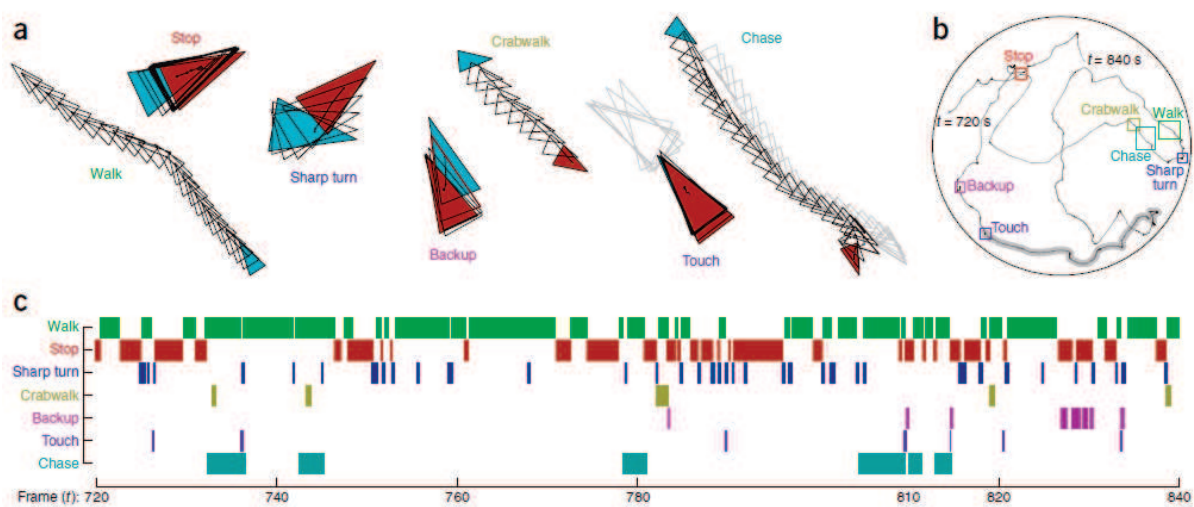 a
Stop
Crabwalk
Chase
Walk
Sharp turn
Backup
Touch
b
Stop
t = 840 s
t = 720 s
Crabwalk
Walk
Chase
Sharp
turn
Backup
Touch
c
Walk
Stop
Sharp turn
Crabwalk
Backup
Touch
Chase
Frame (t): 720 740 760 780 810 820 840